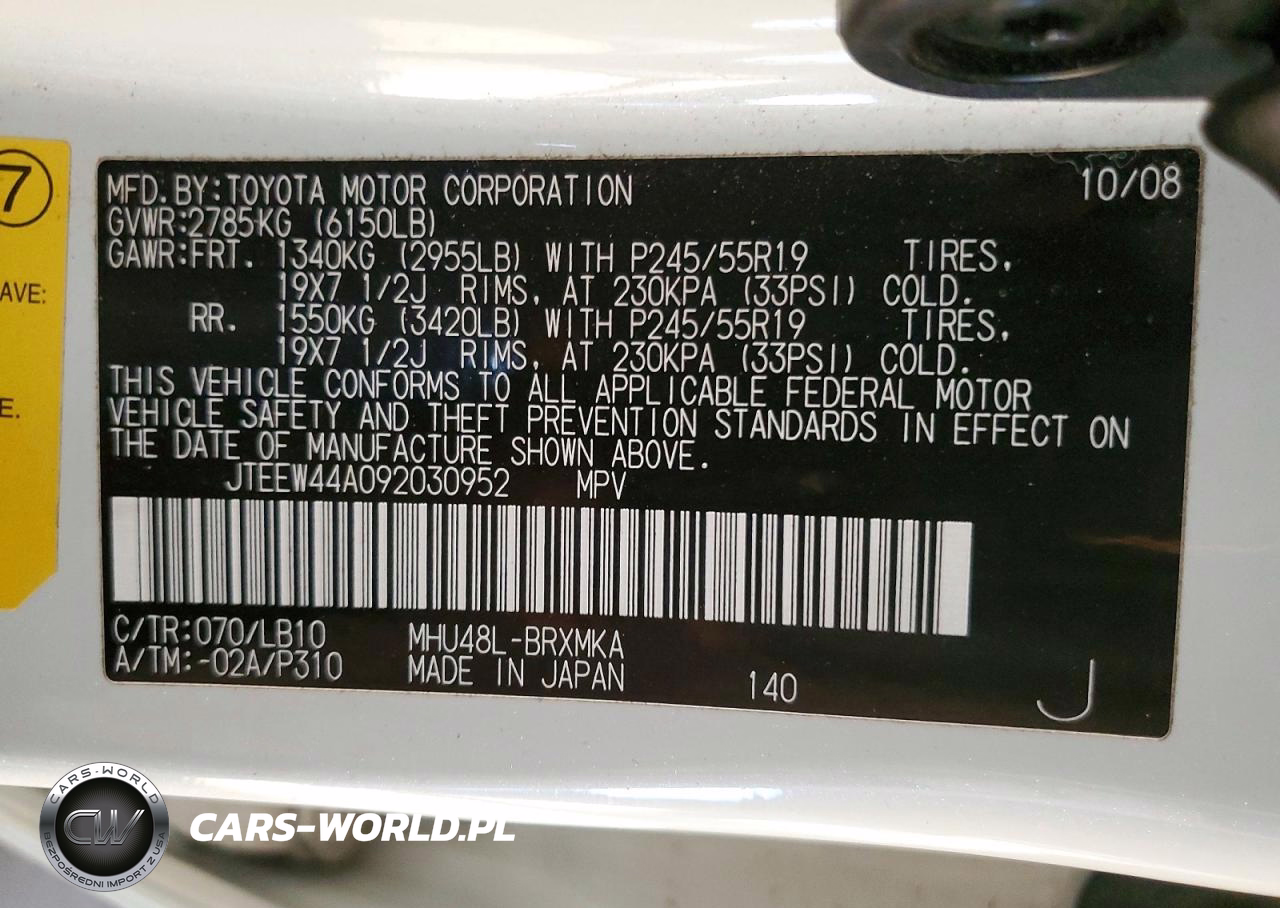 7
AVE:
E.
MFD. BY: TOYOTA MOTOR CORPORATION 10/08
GVWR:2785KG (6150LB)
GAWR:FRT. 1340KG (2955LB) WITH P245/55R19 TIRES,
19X7 1/2J RIMS, AT 230KPA (33PSI) COLD.
RR. 1550KG (3420LB) WITH P245/55R19 TIRES,
19X7 1/2J RIMS, AT 230KPA (33PSI) COLD.
THIS VEHICLE CONFORMS TO ALL APPLICABLE FEDERAL MOTOR
VEHICLE SAFETY AND THEFT PREVENTION STANDARDS IN EFFECT ON
THE DATE OF MANUFACTURE SHOWN ABOVE.
JTEEW44A092030952 MPV
C/TR:070/LB10 MHU48L-BRXMKA
A/TM:-02A/P310 MADE IN JAPAN 140 J
CARS-WORLD
CW
BEZPOŚREDNI IMPORT Z USA
CARS-WORLD.PL